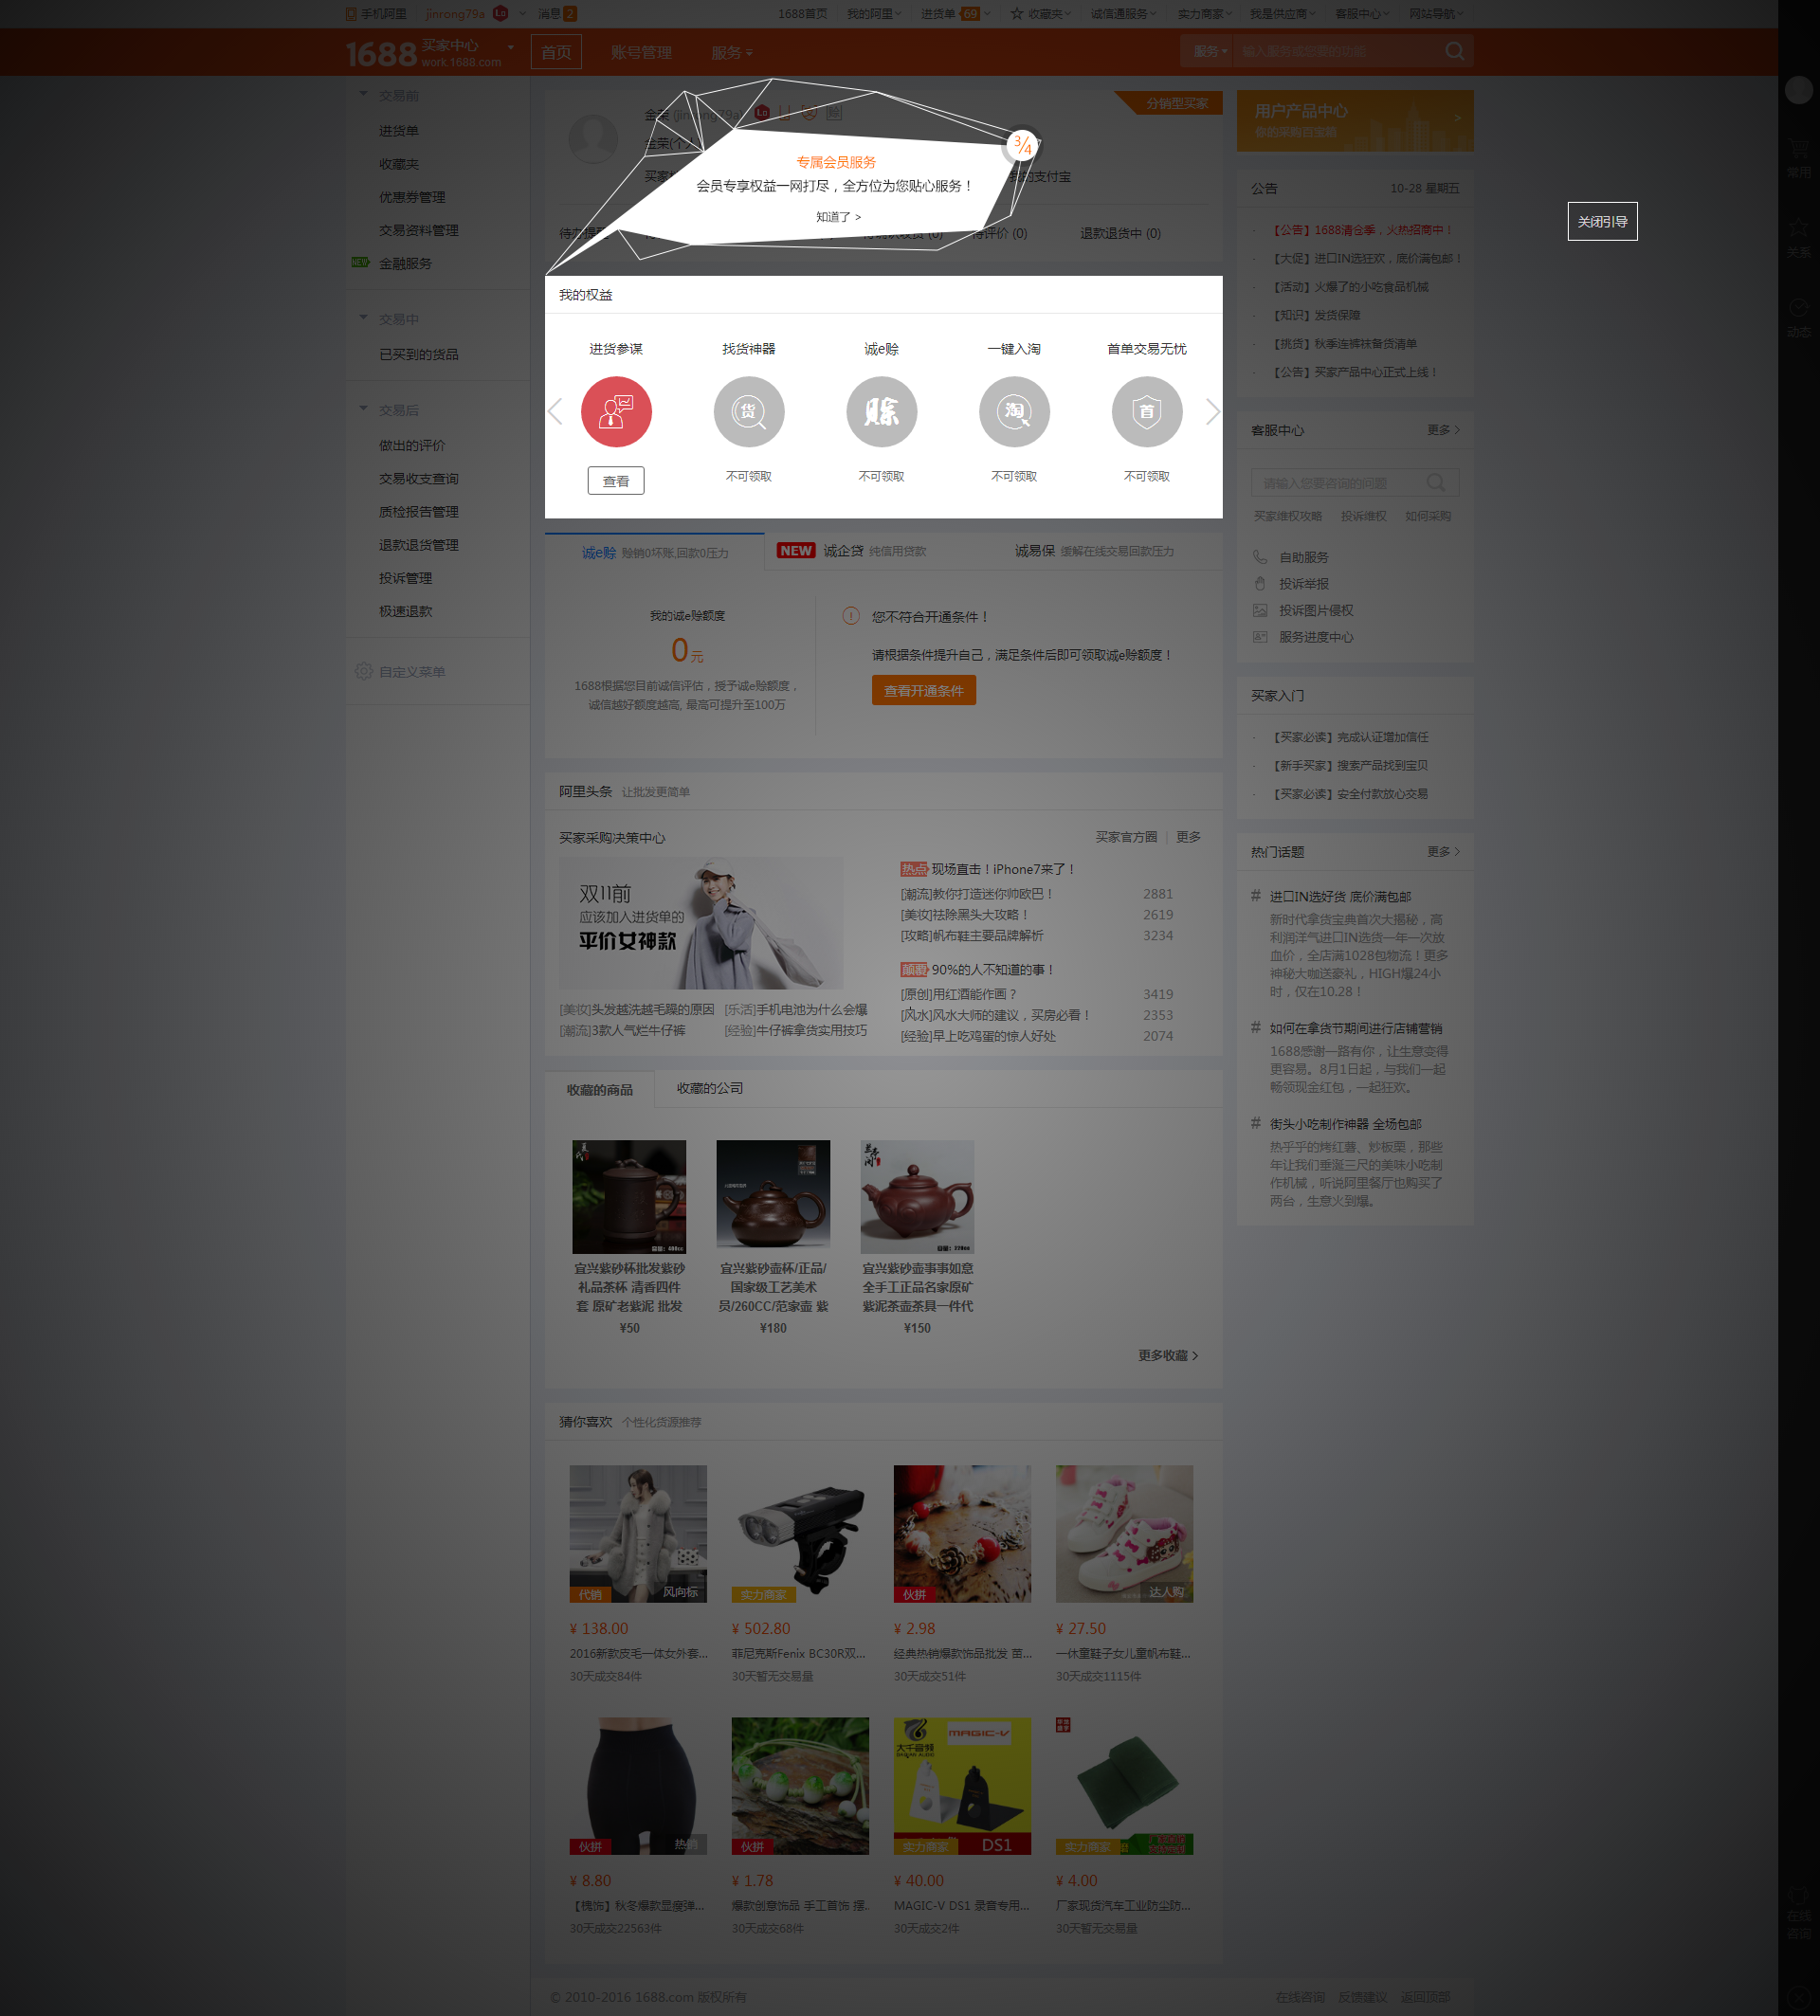 手机阿里 jinrong79a 消息 2 1688首页 我的阿里 进货单 69 收藏夹 诚信通服务 实力商家 我是供应商 客服中心 网站导航
1688 买家中心 首页 账号管理 服务 服务 输入服务或您要的功能
work.1688.com
交易前
进货单
收藏夹
优惠券管理
交易资料管理
NEW 金融服务
交易中
已买到的货品
交易后
做出的评价
交易收支查询
质检报告管理
退款退货管理
投诉管理
极速退款
自定义菜单
金荣 (jinrong79a)
分销型买家
3/4
专属会员服务
会员专享权益一网打尽，全方位为您贴心服务！
知道了 >
我的支付宝
待评价 (0) 退款退货中 (0)
关闭引导
我的权益
进货参谋 找货神器 诚e赊 一键入淘 首单交易无忧
货 赊 淘 首
查看 不可领取 不可领取 不可领取 不可领取
诚e赊 赊销0坏账,回款0压力 NEW 诚企贷 纯信用贷款 诚易保 缓解在线交易回款压力
我的诚e赊额度
0元
1688根据您目前诚信评估，授予诚e赊额度，
诚信越好额度越高, 最高可提升至100万
您不符合开通条件！
请根据条件提升自己，满足条件后即可领取诚e赊额度！
查看开通条件
阿里头条 让批发更简单
买家采购决策中心 买家官方圈 | 更多
双11前
应该加入进货单的
平价女神款
[美妆]头发越洗越毛躁的原因 [乐活]手机电池为什么会爆
[潮流]3款人气烂牛仔裤 [经验]牛仔裤拿货实用技巧
热点 现场直击！iPhone7来了！
[潮流]教你打造迷你帅欧巴！ 2881
[美妆]祛除黑头大攻略！ 2619
[攻略]帆布鞋主要品牌解析 3234
颠覆 90%的人不知道的事！
[原创]用红酒能作画？ 3419
[风水]风水大师的建议，买房必看！ 2353
[经验]早上吃鸡蛋的惊人好处 2074
收藏的商品 收藏的公司
宜兴紫砂杯批发紫砂
礼品茶杯 清香四件
套 原矿老紫泥 批发
¥50
宜兴紫砂壶杯/正品/
国家级工艺美术
员/260CC/范家壶 紫
¥180
宜兴紫砂壶事事如意
全手工正品名家原矿
紫泥茶壶茶具一件代
¥150
更多收藏 >
猜你喜欢 个性化货源推荐
代销 风向标 实力商家 伙拼 达人购
¥ 138.00 ¥ 502.80 ¥ 2.98 ¥ 27.50
2016新款皮毛一体女外套... 菲尼克斯Fenix BC30R双... 经典热销爆款饰品批发 苗... 一休童鞋子女儿童帆布鞋...
30天成交84件 30天暂无交易量 30天成交51件 30天成交1115件
大千音频 MAGIC-V
伙拼 热销 伙拼 实力商家 DS1 实力商家
¥ 8.80 ¥ 1.78 ¥ 40.00 ¥ 4.00
【槐饰】秋冬爆款显瘦弹... 爆款创意饰品 手工首饰 摆... MAGIC-V DS1 录音专用... 厂家现货汽车工业防尘防...
30天成交22563件 30天成交68件 30天成交2件 30天暂无交易量
用户产品中心
你的采购百宝箱
>
公告 10-28 星期五
【公告】1688清仓季，火热招商中！
【大促】进口IN选狂欢，底价满包邮！
【活动】火爆了的小吃食品机械
【知识】发货保障
【挑货】秋季连裤袜备货清单
【公告】买家产品中心正式上线！
客服中心 更多 >
请输入您要咨询的问题
买家维权攻略 投诉维权 如何采购
自助服务
投诉举报
投诉图片侵权
服务进度中心
买家入门
【买家必读】完成认证增加信任
【新手买家】搜索产品找到宝贝
【买家必读】安全付款放心交易
热门话题 更多 >
# 进口IN选好货 底价满包邮
新时代拿货宝典首次大揭秘，高
利润洋气进口IN选货一年一次放
血价，全店满1028包物流！更多
神秘大咖送豪礼，HIGH爆24小
时，仅在10.28！
# 如何在拿货节期间进行店铺营销
1688感谢一路有你，让生意变得
更容易。8月1日起，与我们一起
畅领现金红包，一起狂欢。
# 街头小吃制作神器 全场包邮
热乎乎的烤红薯、炒板栗，那些
年让我们垂涎三尺的美味小吃制
作机械，听说阿里餐厅也购买了
两台，生意火到爆。
常用
关系
动态
在线
咨询
© 2010-2016 1688.com 版权所有 在线咨询 反馈建议 返回顶部